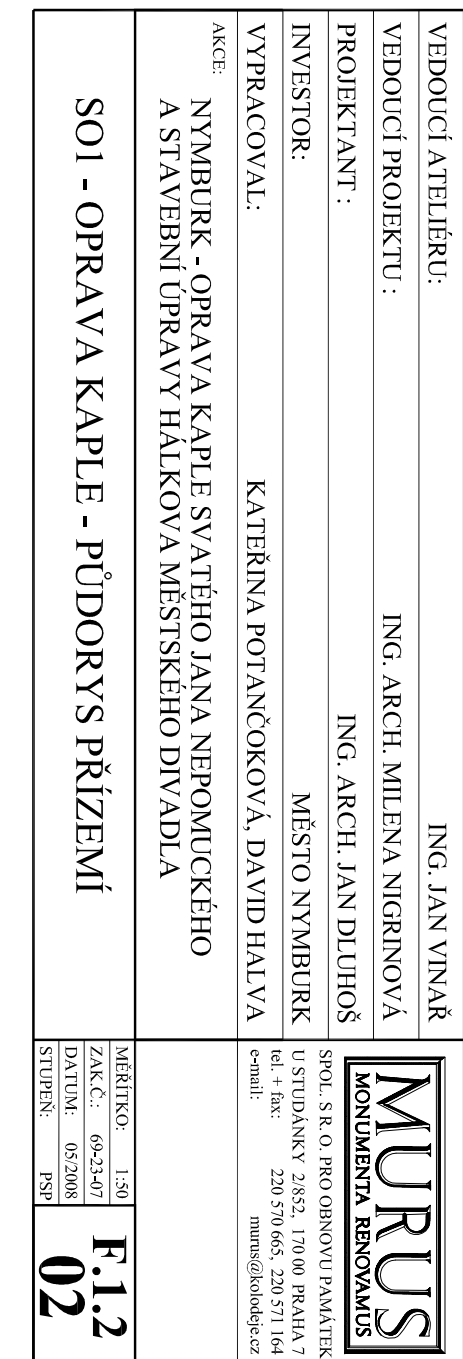 VEDOUCÍ ATELIÉRU: ING. JAN VINAŘ
VEDOUCÍ PROJEKTU : ING. ARCH. MILENA NIGRINOVÁ
PROJEKTANT : ING. ARCH. JAN DLUHOŠ
INVESTOR: MĚSTO NYMBURK
VYPRACOVAL: KATEŘINA POTANČOKOVÁ, DAVID HALVA
MURUS
MONUMENTA RENOVAMUS
SPOL. S R. O. PRO OBNOVU PAMÁTEK
U STUDÁNKY 2/852, 170 00 PRAHA 7
tel. + fax: 220 570 665, 220 571 164
e-mail: murus@kolodeje.cz
AKCE: NYMBURK - OPRAVA KAPLE SVATÉHO JANA NEPOMUCKÉHO
A STAVEBNÍ ÚPRAVY HÁLKOVA MĚSTSKÉHO DIVADLA
SO1 - OPRAVA KAPLE - PŮDORYS PŘÍZEMÍ
MĚŘÍTKO: 1:50
ZAK.Č.: 69-23-07
DATUM: 05/2008
STUPEŇ: PSP
F.1.2
02